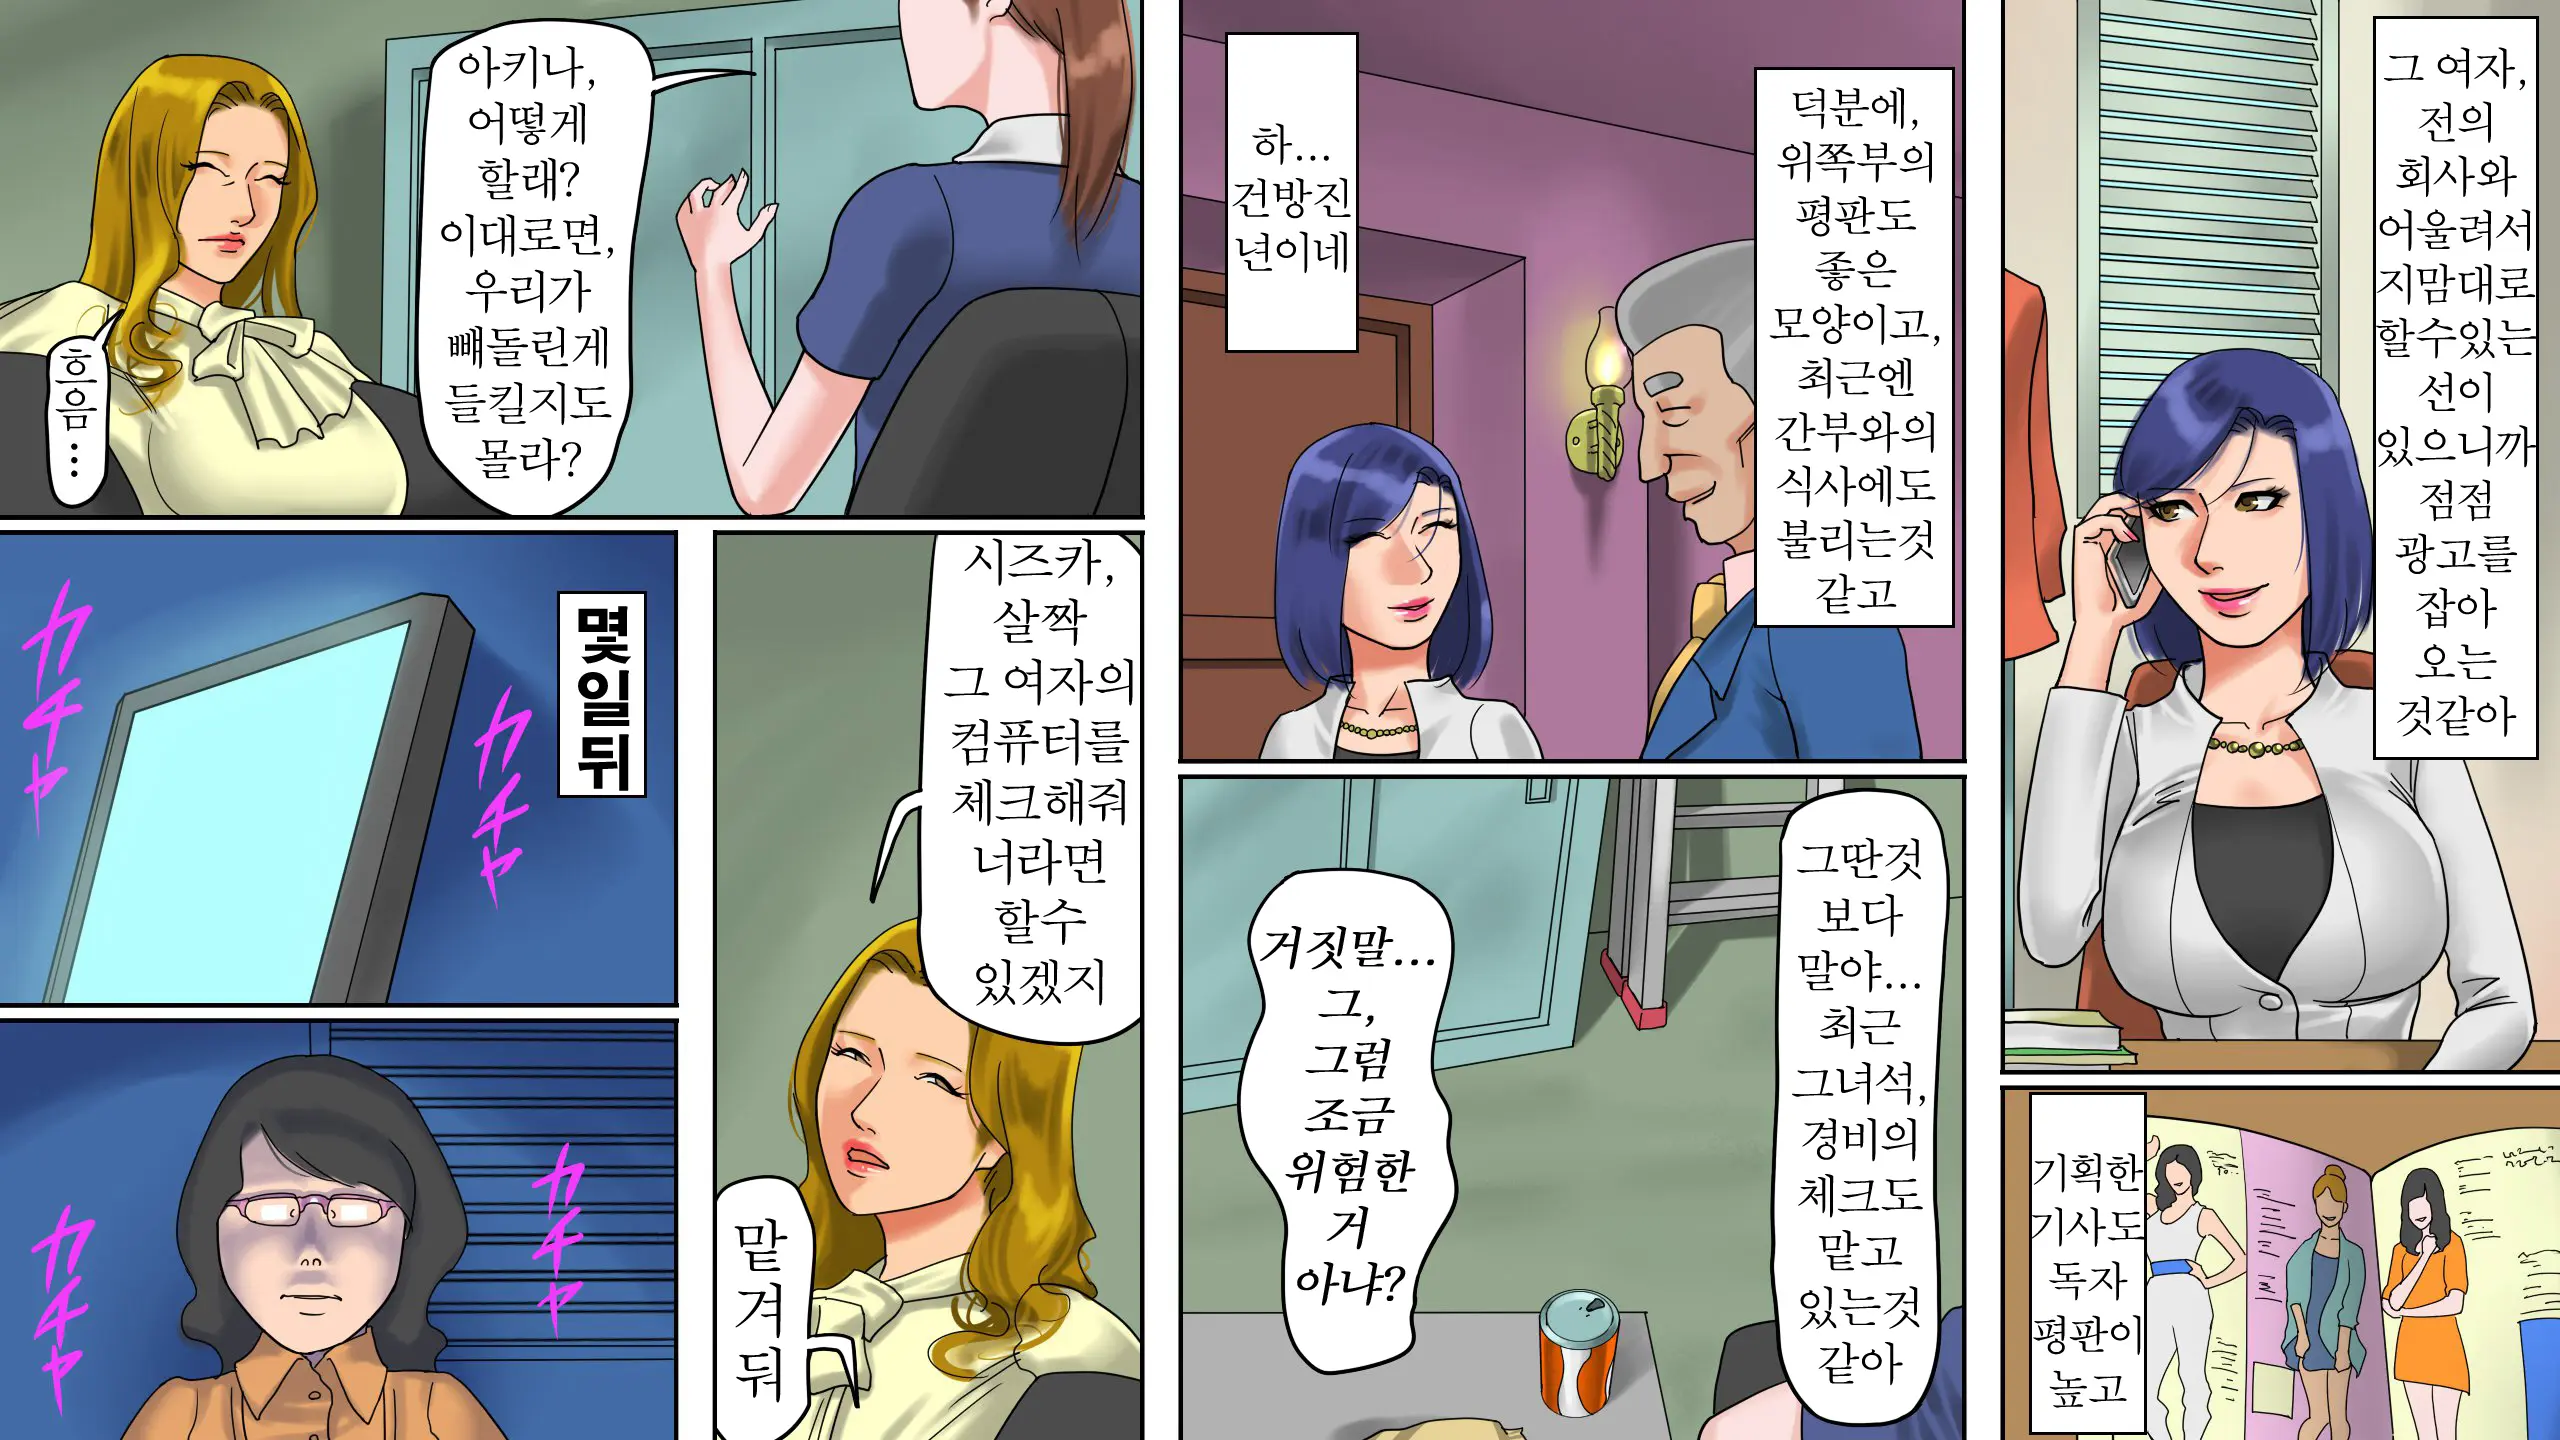 그 여자,
전의
회사와
어울려서
지맘대로
할수있는
선이
있으니까
점점
광고를
잡아
오는
것같아
기획한
기사도
독자
평판이
높고
덕분에,
위쪽부의
평판도
좋은
모양이고,
최근엔
간부와의
식사에도
불리는것
같고
하...
건방진
년이네
그딴것
보다
말야...
최근
그녀석,
경비의
체크도
맡고
있는것
같아
거짓말...
그,
그럼
조금
위험한
거
아냐?
아키나,
어떻게
할래?
이대로면,
우리가
빼돌린게
들킬지도
몰라?
흐음...
시즈카,
살짝
그 여자의
컴퓨터를
체크해줘
너라면
할수
있겠지
맡겨둬
몇일뒤
カチャ
カチャ
カチャ
カチャ